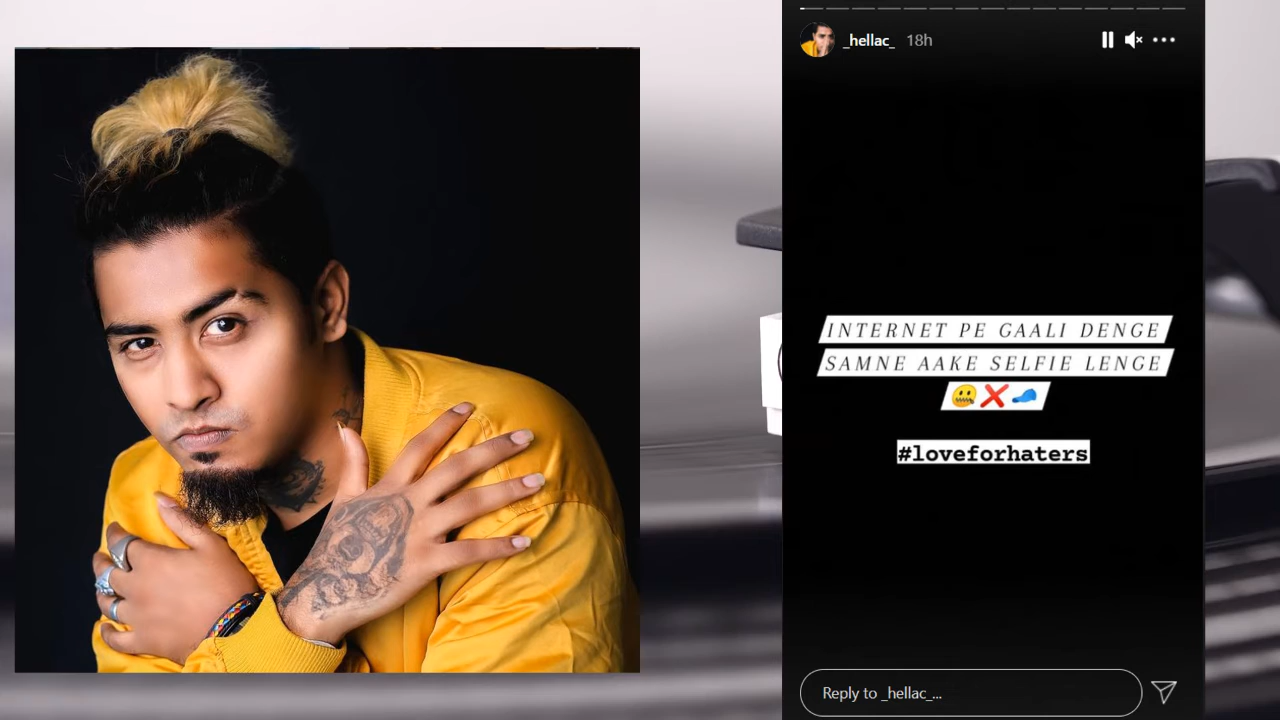 _hellac_ 18h
INTERNET PE GAALI DENGE
SAMNE AAKE SELFIE LENGE
🤐❌🧢
#loveforhaters
Reply to _hellac_...